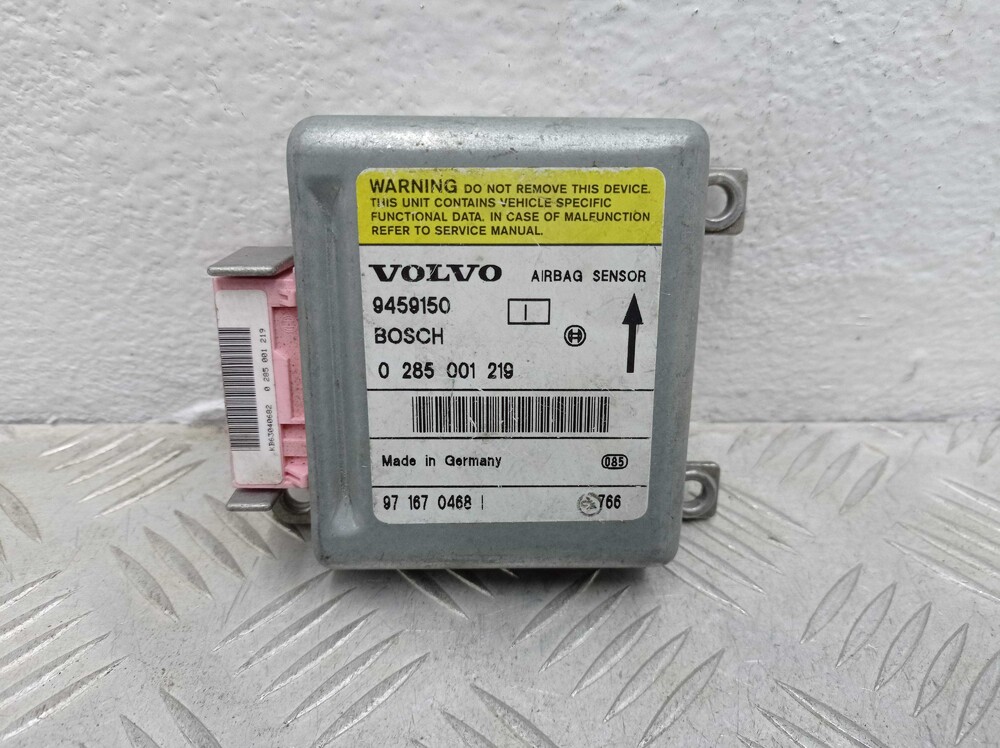 WARNING DO NOT REMOVE THIS DEVICE.
THIS UNIT CONTAINS VEHICLE SPECIFIC
FUNCTIONAL DATA. IN CASE OF MALFUNCTION
REFER TO SERVICE MANUAL.
VOLVO AIRBAG SENSOR
9459150 I
BOSCH
0 285 001 219
Made in Germany 085
97 167 0468 I 766
KB63040682 0 285 001 219